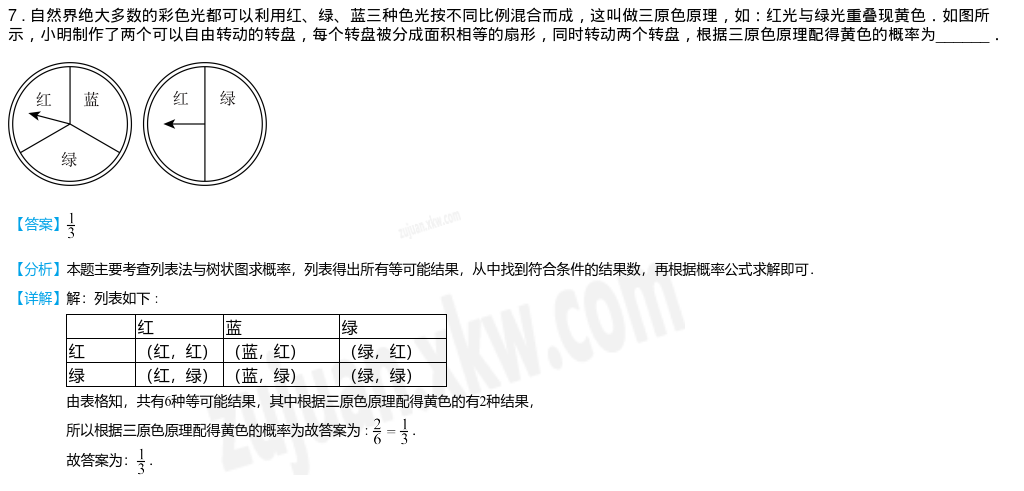 7．自然界绝大多数的彩色光都可以利用红、绿、蓝三种色光按不同比例混合而成，这叫做三原色原理，如：红光与绿光重叠现黄色．如图所
示，小明制作了两个可以自由转动的转盘，每个转盘被分成面积相等的扇形，同时转动两个转盘，根据三原色原理配得黄色的概率为_______．
红 蓝 红 绿
绿
【答案】1/3
zujuan.xkw.com
【分析】本题主要考查列表法与树状图求概率，列表得出所有等可能结果，从中找到符合条件的结果数，再根据概率公式求解即可．
【详解】解：列表如下：
红 蓝 绿
红 （红，红） （蓝，红） （绿，红）
绿 （红，绿） （蓝，绿） （绿，绿）
zujuan.xkw.com
由表格知，共有6种等可能结果，其中根据三原色原理配得黄色的有2种结果，
所以根据三原色原理配得黄色的概率为故答案为：2/6 = 1/3．
故答案为：1/3．